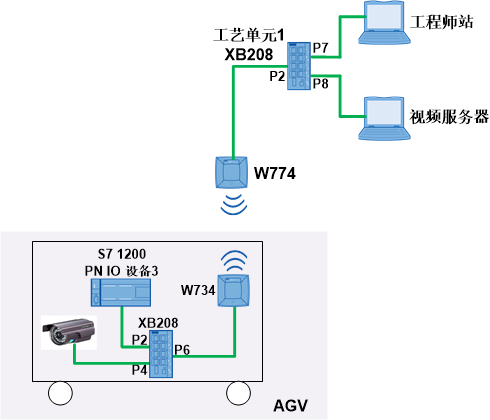 工艺单元1
XB208
P7
工程师站
P2
P8
视频服务器
W774
S7 1200
PN IO 设备3
W734
XB208
P2
P6
P4
AGV